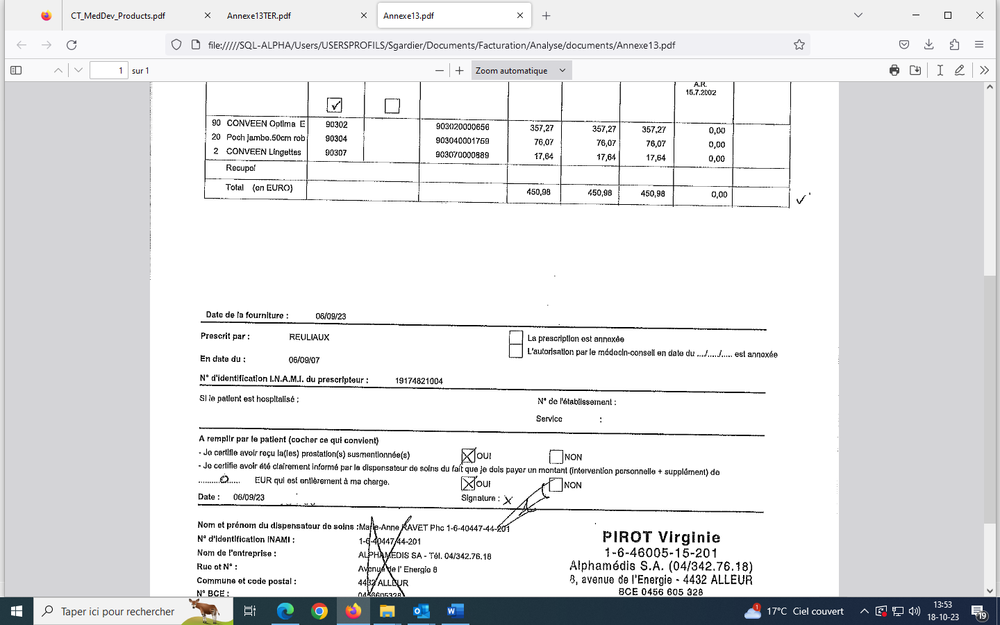 CT_MedDev_Products.pdf
Annexe13TER.pdf
Annexe13.pdf
file://///SQL-ALPHA/Users/USERSPROFILS/Sgardier/Documents/Facturation/Analyse/documents/Annexe13.pdf
1 sur 1
Zoom automatique
A.R.
15.7.2002
90 CONVEEN Optima E 90302 903020000656 357,27 357,27 357,27 0,00
20 Poch jambe.50cm rob 90304 903040001759 76,07 76,07 76,07 0,00
2 CONVEEN Lingettes 90307 903070000889 17,64 17,64 17,64 0,00
Recupel
Total (en EURO) 450,98 450,98 450,98 0,00
Date de la fourniture : 06/09/23
Prescrit par : REULIAUX
La prescription est annexée
L'autorisation par le médecin-conseil en date du .../...../..... est annexée
En date du : 06/09/07
N° d'identification I.N.A.M.I. du prescripteur : 19174821004
Si le patient est hospitalisé :
N° de l'établissement :
Service :
A remplir par le patient (cocher ce qui convient)
- Je certifie avoir reçu la(les) prestation(s) susmentionnée(s) OUI NON
- Je certifie avoir été clairement informé par le dispensateur de soins du fait que je dois payer un montant (intervention personnelle + supplément) de
..........0..... EUR qui est entièrement à ma charge. OUI NON
Date : 06/09/23 Signature : X
Nom et prénom du dispensateur de soins : Marie-Anne RAVET Phc 1-6-40447-44-201
N° d'identification INAMI : 1-6-40447/44-201
Nom de l'entreprise : ALPHAMEDIS SA - Tél. 04/342.76.18
Rue et N° : Avenue de l' Energie 8
Commune et code postal : 4432 ALLEUR
N° BCE : 0456605328
PIROT Virginie
1-6-46005-15-201
Alphamédis S.A. (04/342.76.18)
8, avenue de l'Energie - 4432 ALLEUR
BCE 0456 605 328
Taper ici pour rechercher
1
17°C Ciel couvert
13:53
18-10-23
19